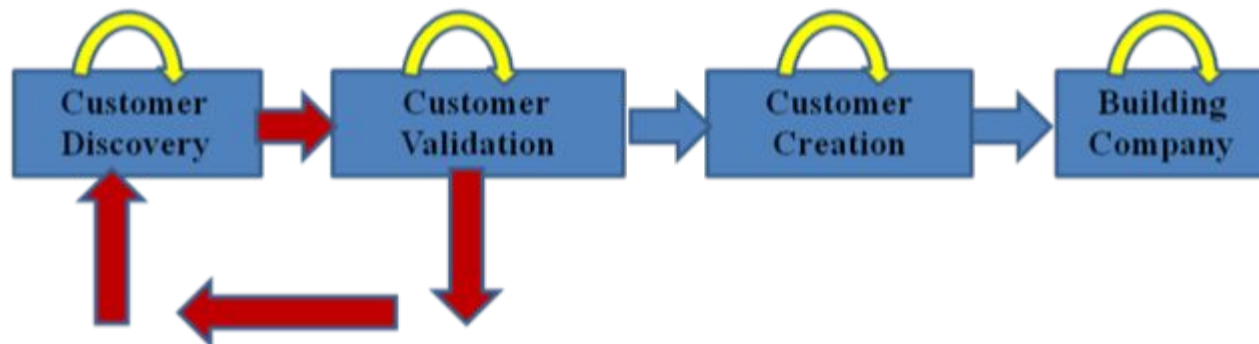 Customer
Discovery
Customer
Validation
Customer
Creation
Building
Company